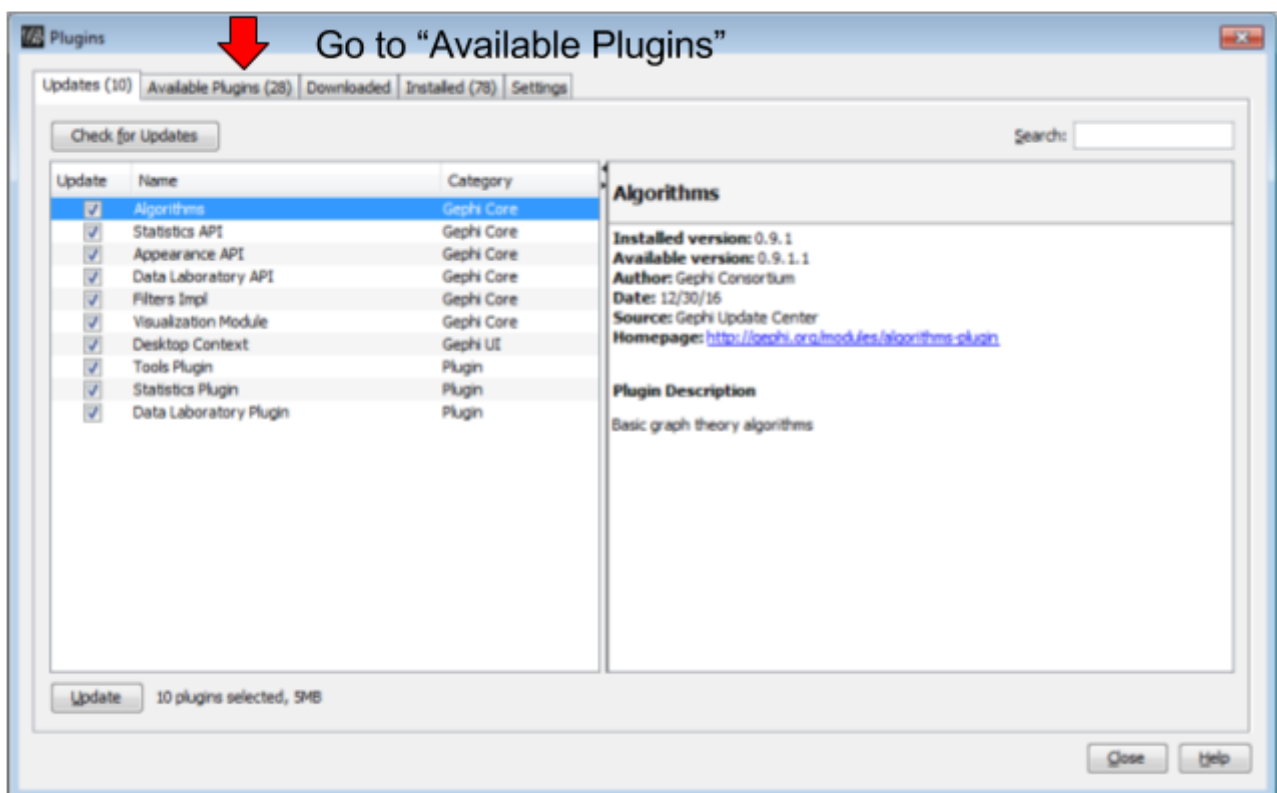 Plugins
Go to “Available Plugins”
Updates (10) Available Plugins (28) Downloaded Installed (78) Settings
Check for Updates Search:
Update Name Category
Algorithms Gephi Core
Statistics API Gephi Core
Appearance API Gephi Core
Data Laboratory API Gephi Core
Filters Impl Gephi Core
Visualization Module Gephi Core
Desktop Context Gephi UI
Tools Plugin Plugin
Statistics Plugin Plugin
Data Laboratory Plugin Plugin
Algorithms
Installed version: 0.9.1
Available version: 0.9.1.1
Author: Gephi Consortium
Date: 12/30/16
Source: Gephi Update Center
Homepage: http://gephi.org/modules/algorithms-plugin
Plugin Description
Basic graph theory algorithms
Update 10 plugins selected, 5MB
Close Help